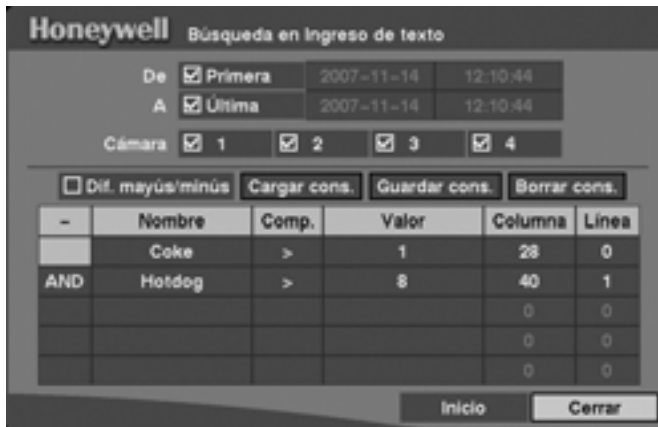 Honeywell Búsqueda en Ingreso de texto
De Primera 2007-11-14 12:10:44
A Última 2007-11-14 12:10:44
Cámara 1 2 3 4
Dif. mayús/minús Cargar cons. Guardar cons. Borrar cons.
- Nombre Comp. Valor Columna Línea
Coke > 1 28 0
AND Hotdog > 8 40 1
0 0
0 0
0 0
Inicio Cerrar